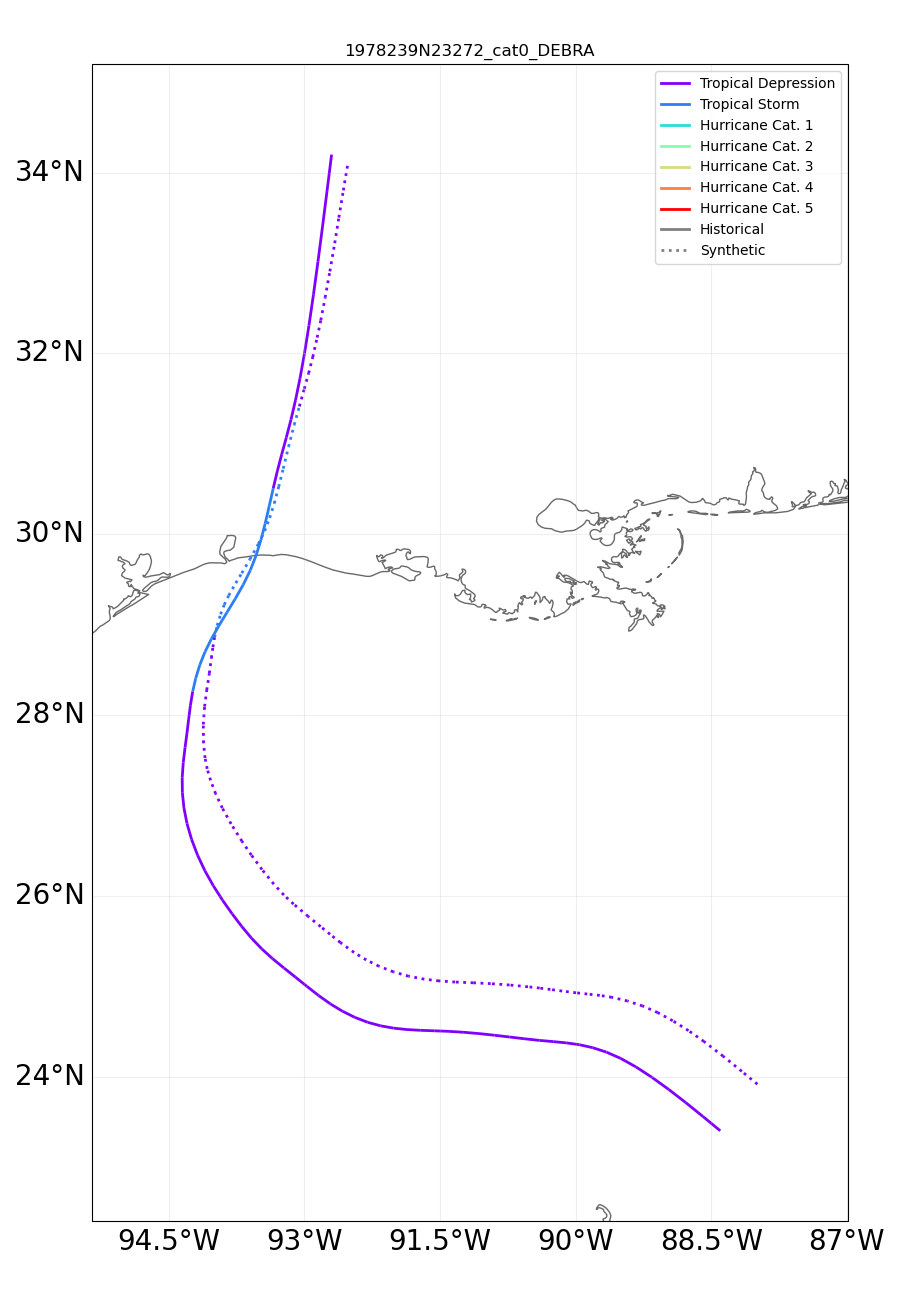 1978239N23272_cat0_DEBRA
Tropical Depression
Tropical Storm
Hurricane Cat. 1
Hurricane Cat. 2
Hurricane Cat. 3
Hurricane Cat. 4
Hurricane Cat. 5
Historical
Synthetic
34°N
32°N
30°N
28°N
26°N
24°N
94.5°W 93°W 91.5°W 90°W 88.5°W 87°W